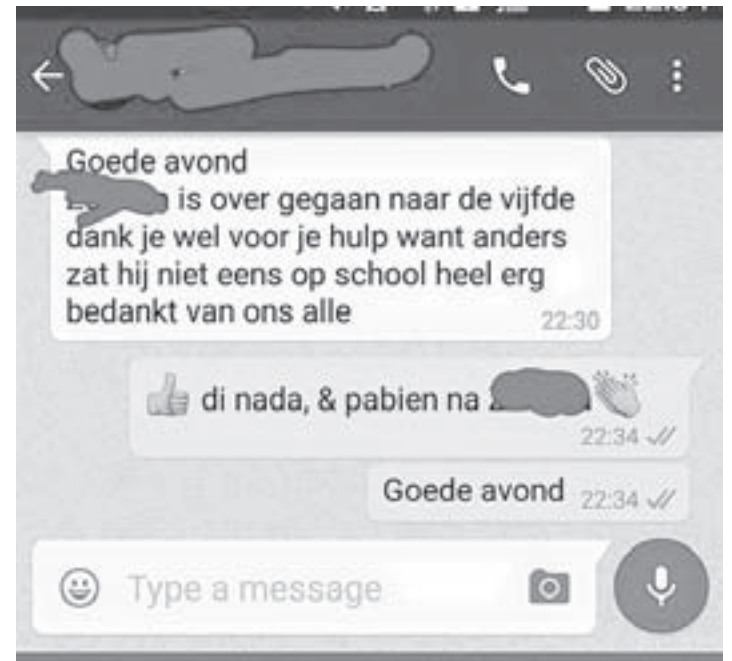 Goede avond
is over gegaan naar de vijfde
dank je wel voor je hulp want anders
zat hij niet eens op school heel erg
bedankt van ons alle
22:30
👍 di nada, & pabien na 👏
22:34
Goede avond 22:34
Type a message